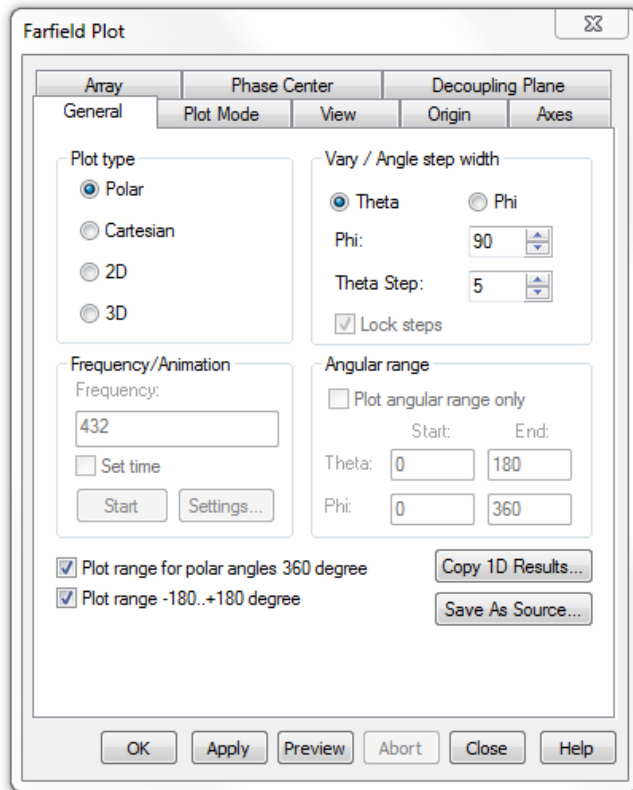 Farfield Plot
Array Phase Center Decoupling Plane
General Plot Mode View Origin Axes
Plot type
Polar
Cartesian
2D
3D
Vary / Angle step width
Theta Phi
Phi: 90
Theta Step: 5
Lock steps
Frequency/Animation
Frequency:
432
Set time
Start Settings...
Angular range
Plot angular range only
Start: End:
Theta: 0 180
Phi: 0 360
Plot range for polar angles 360 degree
Plot range -180..+180 degree
Copy 1D Results...
Save As Source...
OK Apply Preview Abort Close Help